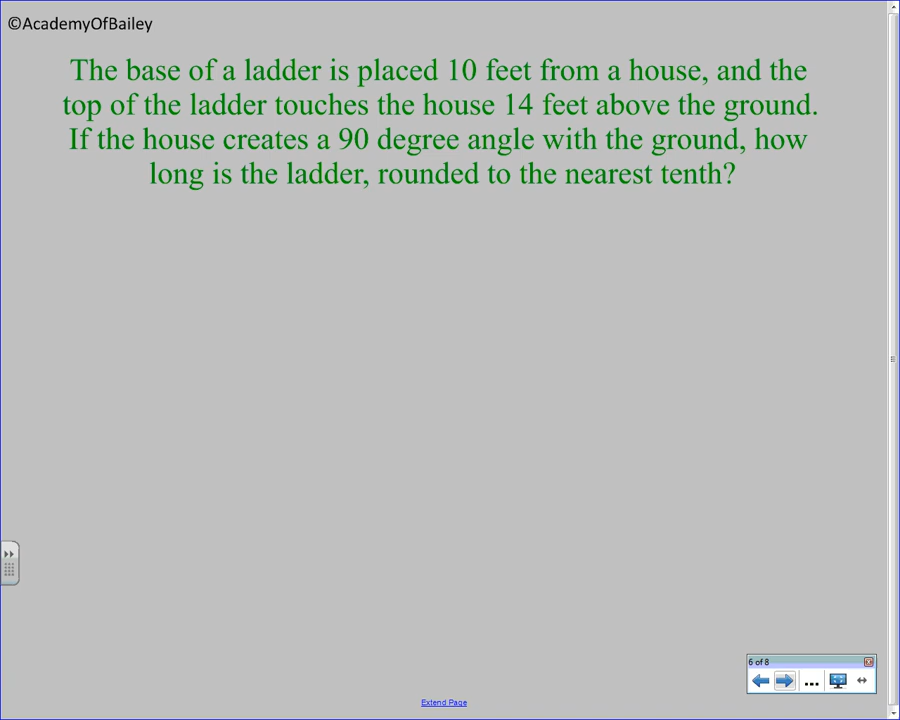 ©AcademyOfBailey
The base of a ladder is placed 10 feet from a house, and the
top of the ladder touches the house 14 feet above the ground.
If the house creates a 90 degree angle with the ground, how
long is the ladder, rounded to the nearest tenth?
6 of 8
...
Extend Page